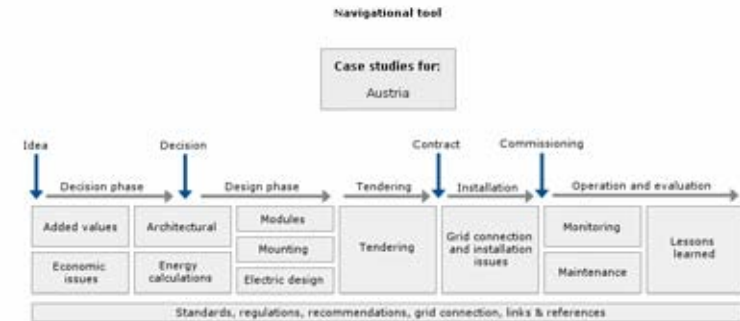 Navigational tool
Case studies for:
Austria
Idea
Decision
Contract
Commissioning
Decision phase
Design phase
Tendering
Installation
Operation and evaluation
Added values
Economic
issues
Architectural
Energy
calculations
Modules
Mounting
Electric design
Tendering
Grid connection
and installation
issues
Monitoring
Maintenance
Lessons
learned
Standards, regulations, recommendations, grid connection, links & references